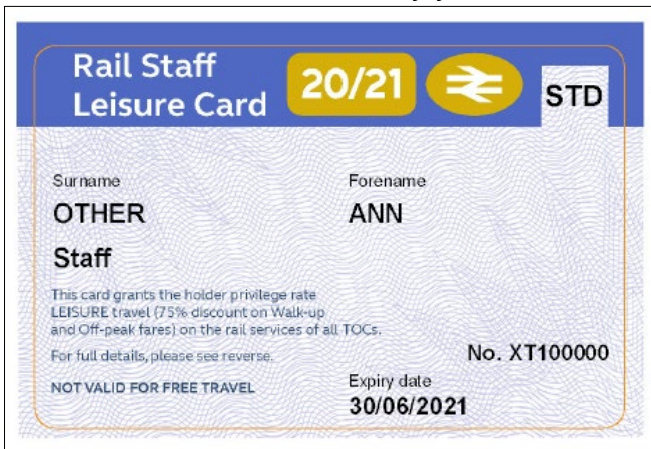 Rail Staff
Leisure Card
20/21
STD
Surname
Forename
OTHER
ANN
Staff
This card grants the holder privilege rate
LEISURE travel (75% discount on Walk-up
and Off-peak fares) on the rail services of all TOCs.
For full details, please see reverse.
No. XT100000
NOT VALID FOR FREE TRAVEL
Expiry date
30/06/2021